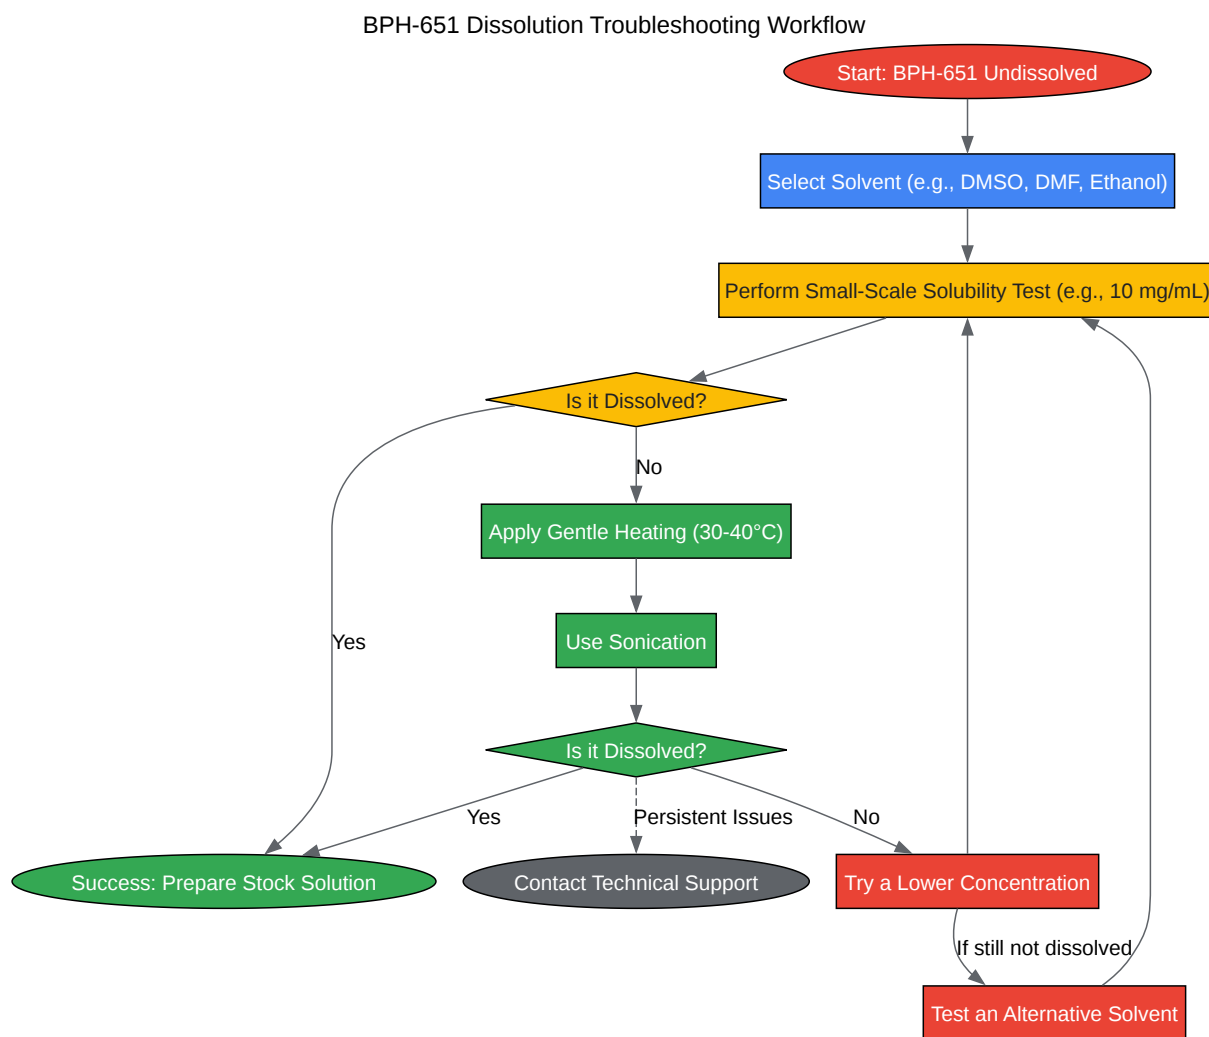 BPH-651 Dissolution Troubleshooting Workflow
Start: BPH-651 Undissolved
Select Solvent (e.g., DMSO, DMF, Ethanol)
Perform Small-Scale Solubility Test (e.g., 10 mg/mL)
Is it Dissolved?
No
Apply Gentle Heating (30-40°C)
Use Sonication
Yes
Is it Dissolved?
Yes
Persistent Issues
No
Success: Prepare Stock Solution
Contact Technical Support
Try a Lower Concentration
If still not dissolved
Test an Alternative Solvent